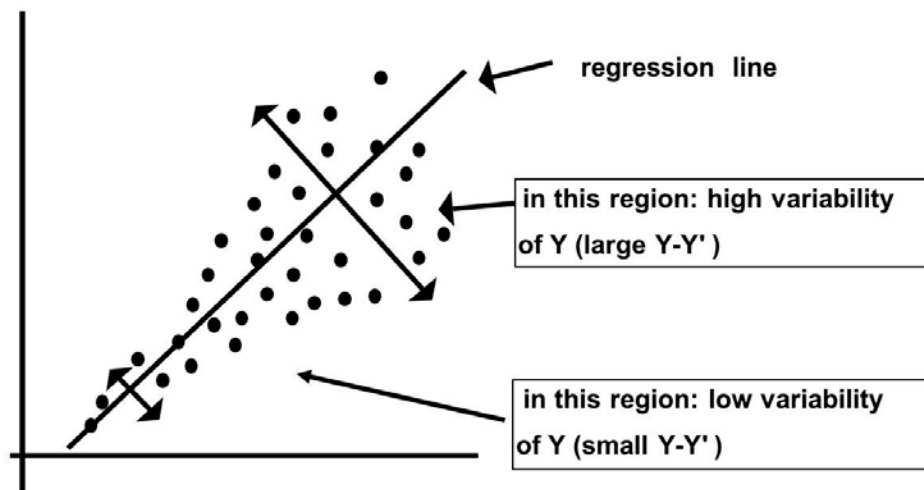 regression line
in this region: high variability
of Y (large Y-Y' )
in this region: low variability
of Y (small Y-Y' )